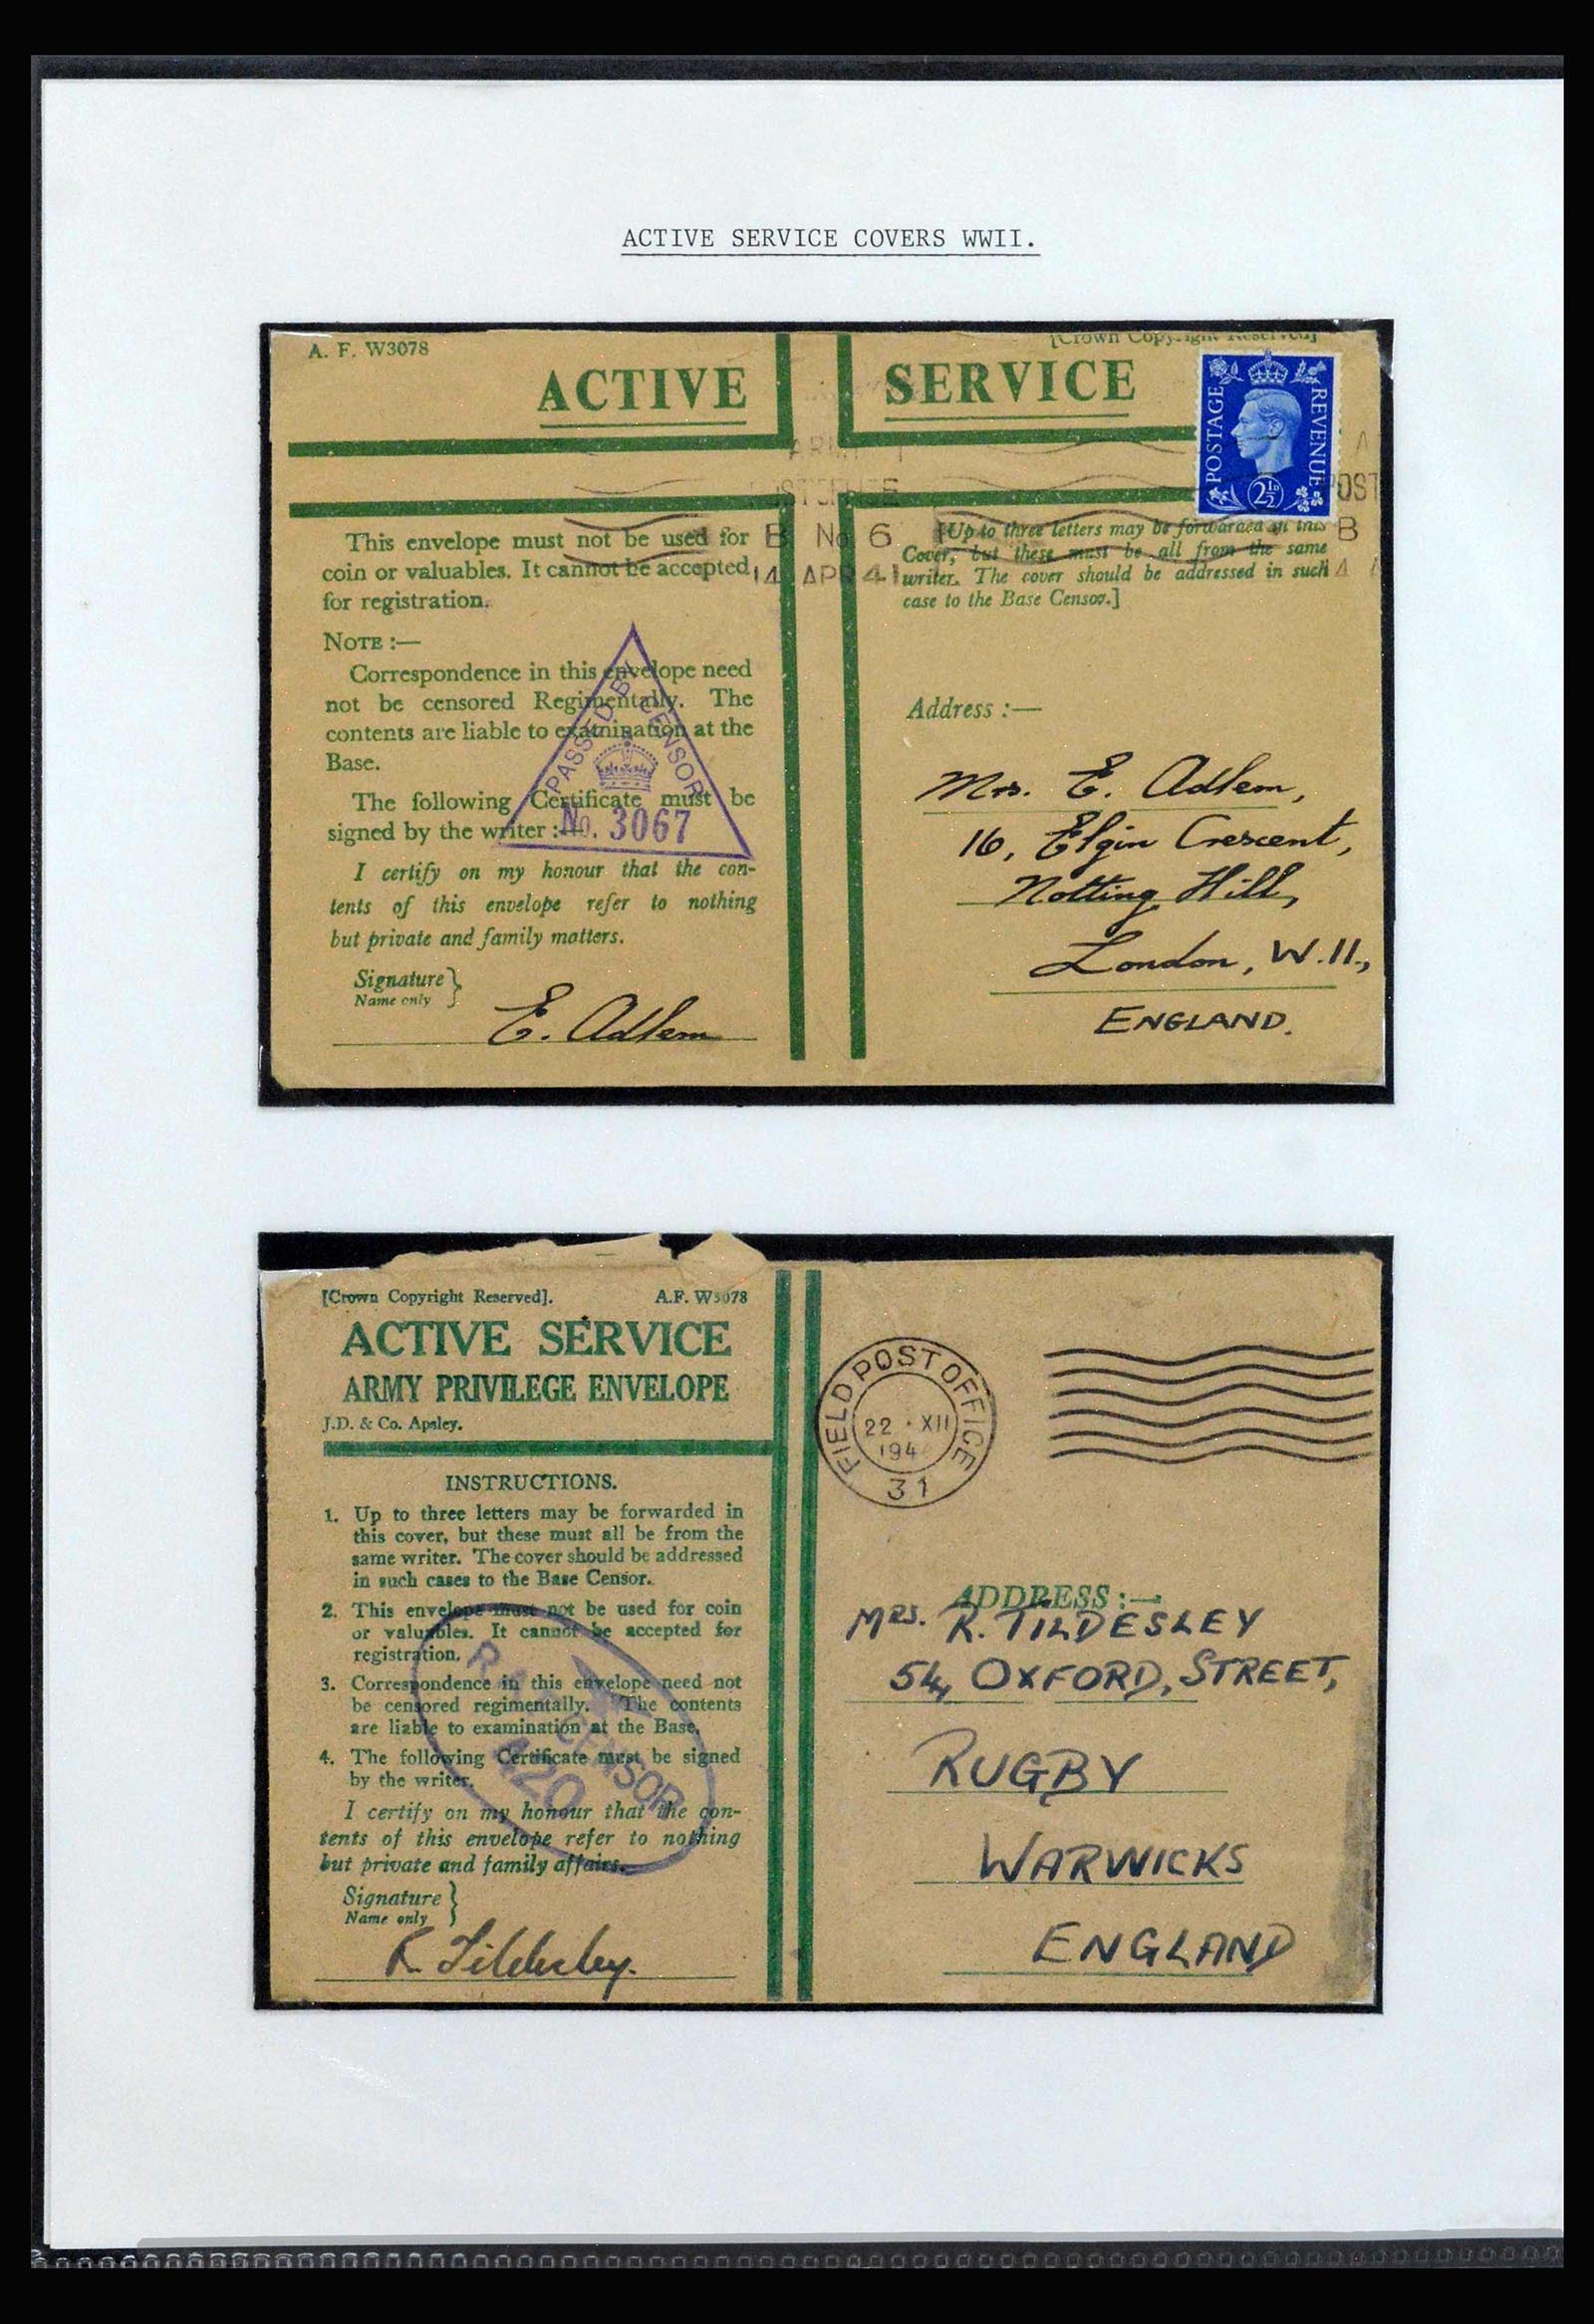 ACTIVE SERVICE COVERS WWII.
A. F. W3078
[Crown Copyright Reserved]
ACTIVE SERVICE
POSTAGE REVENUE
2½D
This envelope must not be used for
coin or valuables. It cannot be accepted
for registration.
NOTE :—
Correspondence in this envelope need
not be censored Regimentally. The
contents are liable to examination at the
Base.
The following Certificate must be
signed by the writer :—
I certify on my honour that the con-
tents of this envelope refer to nothing
but private and family matters.
Signature }
Name only
E. Adlem
PASSED BY CENSOR
No. 3067
B No 6
14 APR 41
POST
B
[Up to three letters may be forwarded in this
Cover, but these must be all from the same
writer. The cover should be addressed in such
case to the Base Censor.]
Address :—
Mrs. E. Adlem,
16, Elgin Crescent,
Notting Hill,
London, W.11.,
ENGLAND.
[Crown Copyright Reserved]. A.F. W3078
ACTIVE SERVICE
ARMY PRIVILEGE ENVELOPE
J.D. & Co. Apsley.
INSTRUCTIONS.
1. Up to three letters may be forwarded in
this cover, but these must all be from the
same writer. The cover should be addressed
in such cases to the Base Censor.
2. This envelope must not be used for coin
or valuables. It cannot be accepted for
registration.
3. Correspondence in this envelope need not
be censored regimentally. The contents
are liable to examination at the Base.
4. The following Certificate must be signed
by the writer.
I certify on my honour that the con-
tents of this envelope refer to nothing
but private and family affairs.
Signature }
Name only
K. Tildesley.
CENSOR
420
FIELD POST OFFICE
22 · XII
194
31
ADDRESS :—
MRS. K. TILDESLEY
54, OXFORD, STREET,
RUGBY
WARWICKS
ENGLAND